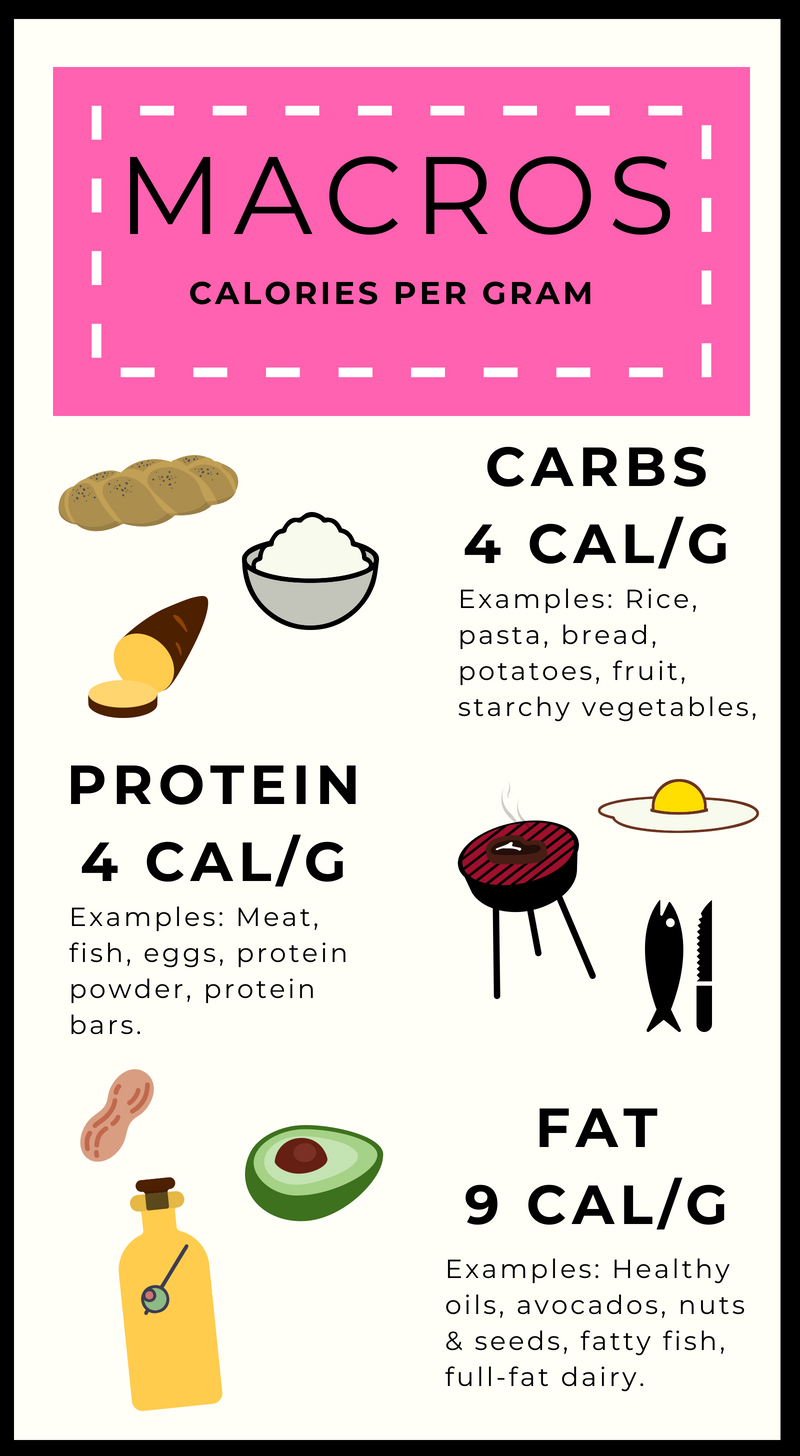 MACROS
CALORIES PER GRAM
CARBS
4 CAL/G
Examples: Rice,
pasta, bread,
potatoes, fruit,
starchy vegetables,
PROTEIN
4 CAL/G
Examples: Meat,
fish, eggs, protein
powder, protein
bars.
FAT
9 CAL/G
Examples: Healthy
oils, avocados, nuts
& seeds, fatty fish,
full-fat dairy.